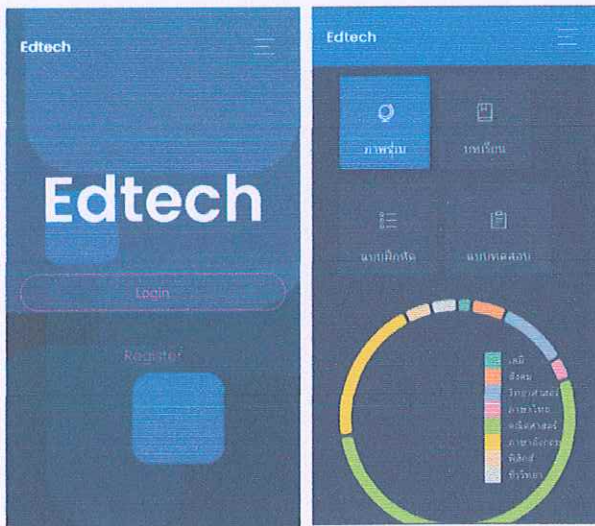 Edtech
Edtech
Login
Register
Edtech
ภาพรวม
บทเรียน
แบบฝึกหัด
แบบทดสอบ
เคมี
สังคม
วิทยาศาสตร์
ภาษาไทย
คณิตศาสตร์
ภาษาอังกฤษ
ฟิสิกส์
ชีววิทยา